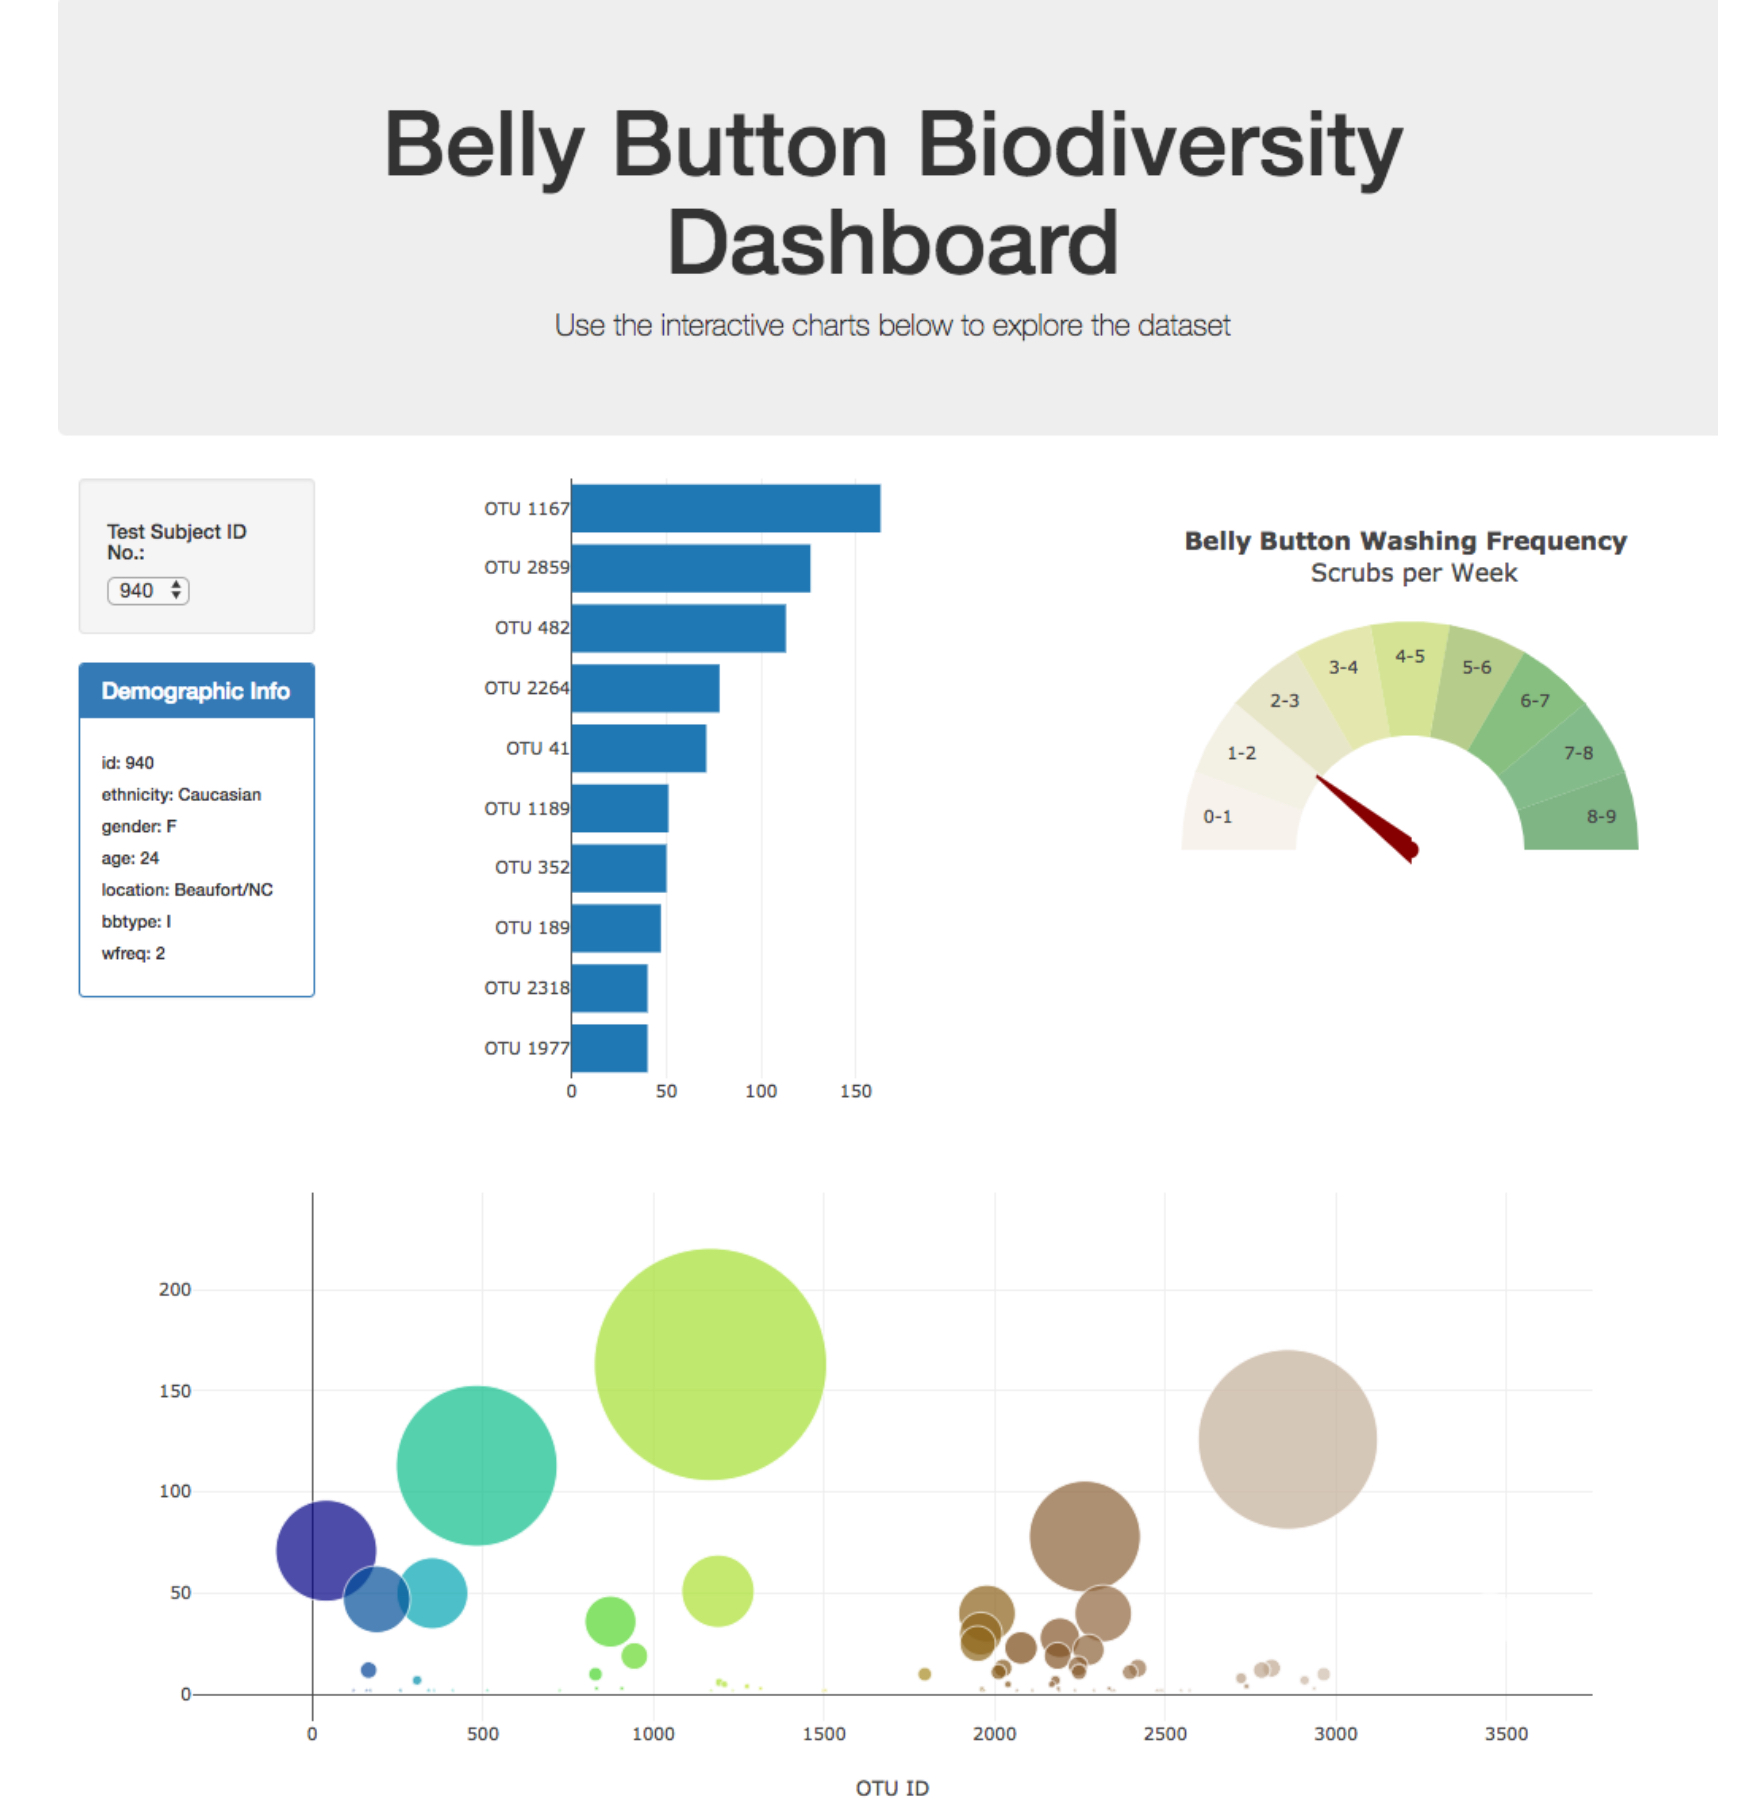 Belly Button Biodiversity
Dashboard
Use the interactive charts below to explore the dataset
Test Subject ID
No.:
940
Demographic Info
id: 940
ethnicity: Caucasian
gender: F
age: 24
location: Beaufort/NC
bbtype: I
wfreq: 2
OTU 1167
OTU 2859
OTU 482
OTU 2264
OTU 41
OTU 1189
OTU 352
OTU 189
OTU 2318
OTU 1977
0 50 100 150
Belly Button Washing Frequency
Scrubs per Week
0-1
1-2
2-3
3-4
4-5
5-6
6-7
7-8
8-9
200
150
100
50
0
0 500 1000 1500 2000 2500 3000 3500
OTU ID